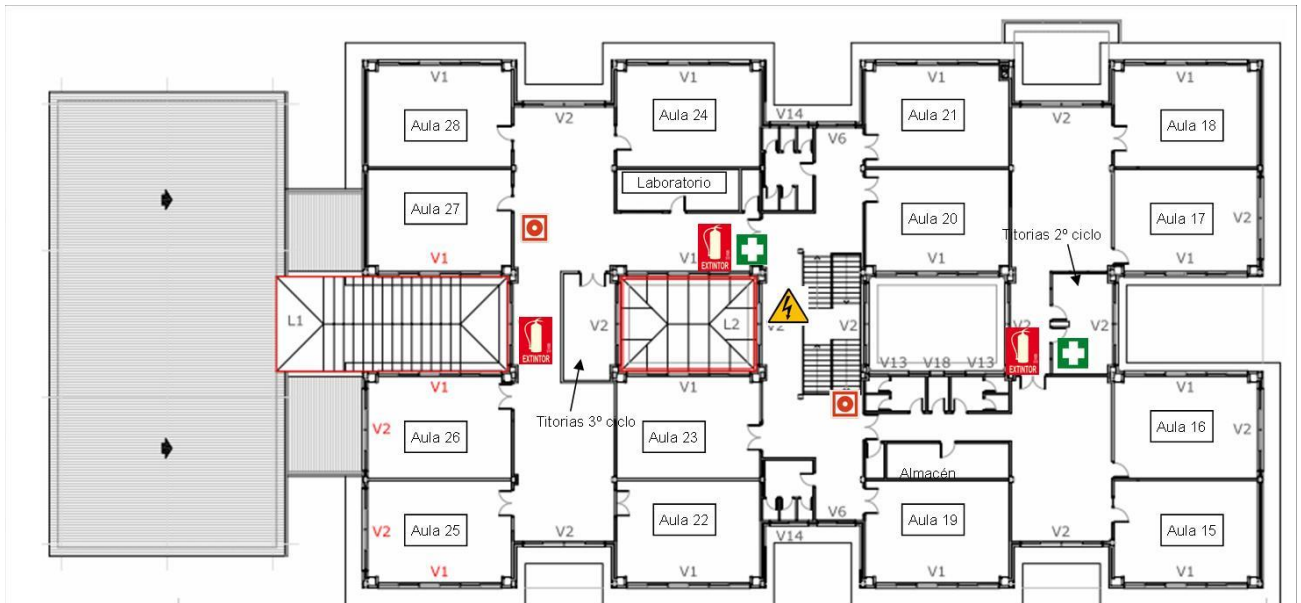 V1
V1
V1
V1
Aula 28
V2
Aula 24
V14
V6
Aula 21
V2
Aula 18
Laboratorio
Aula 27
Aula 20
Aula 17
V2
Titorias 2º ciclo
V1
V1
EXTINTOR
V1
V1
L1
EXTINTOR
V2
L2
V2
V2
V2
EXTINTOR
V2
V1
V1
V13
V18
V13
V1
V2
Aula 26
Titorias 3º ciclo
Aula 23
Aula 16
V2
Almacén
V2
Aula 25
V2
Aula 22
V14
V6
Aula 19
V2
Aula 15
V1
V1
V1
V1